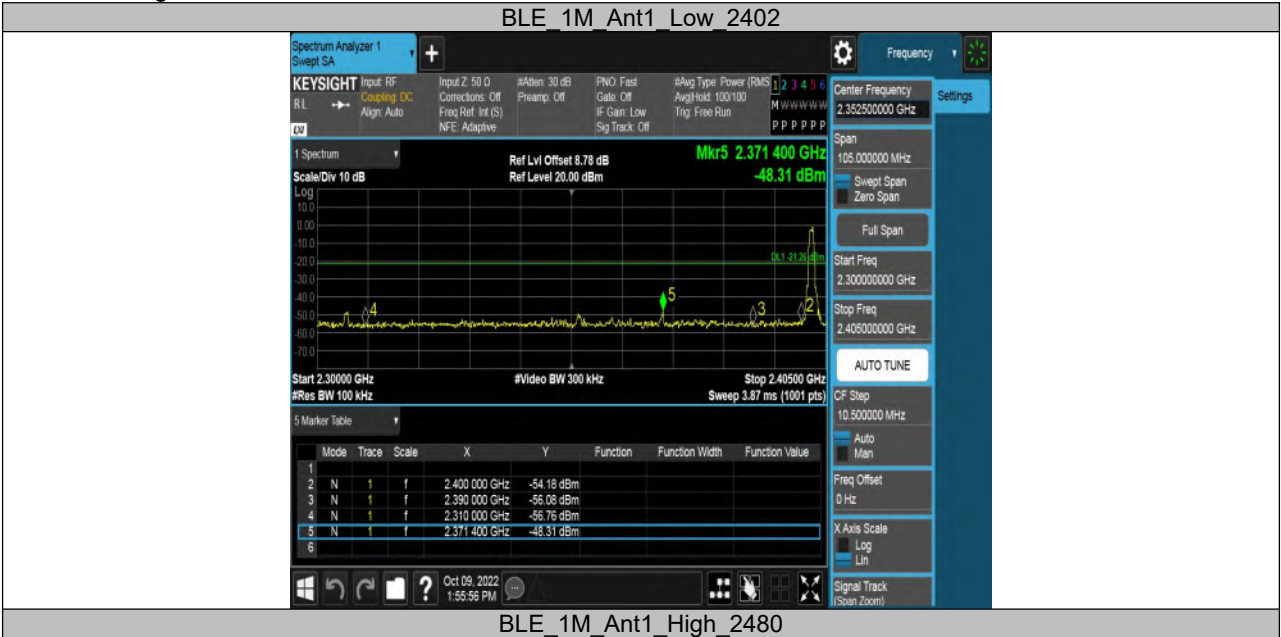 BLE_1M_Ant1_Low_2402
Spectrum Analyzer 1
Swept SA
+
Frequency
KEYSIGHT
RL
Input: RF
Coupling: DC
Align: Auto
Input Z: 50 Ω
Corrections: Off
Freq Ref: Int (S)
NFE: Adaptive
#Atten: 30 dB
Preamp: Off
PNO: Fast
Gate: Off
IF Gain: Low
Sig Track: Off
#Avg Type: Power (RMS
Avg|Hold: 100/100
Trig: Free Run
1 2 3 4 5 6
M W W W W W
P P P P P P
Center Frequency
2.352500000 GHz
Settings
Span
105.000000 MHz
Swept Span
Zero Span
Full Span
Start Freq
2.300000000 GHz
Stop Freq
2.405000000 GHz
AUTO TUNE
CF Step
10.500000 MHz
Auto
Man
Freq Offset
0 Hz
X Axis Scale
Log
Lin
Signal Track
(Span Zoom)
1 Spectrum
Scale/Div 10 dB
Ref Lvl Offset 8.78 dB
Ref Level 20.00 dBm
Mkr5 2.371 400 GHz
-48.31 dBm
Log
10.0
0.00
-10.0
-20.0
-30.0
-40.0
-50.0
-60.0
-70.0
DL1 -21.26 dBm
4
5
3
2
Start 2.30000 GHz
#Res BW 100 kHz
#Video BW 300 kHz
Stop 2.40500 GHz
Sweep 3.87 ms (1001 pts)
5 Marker Table
Mode Trace Scale X Y Function Function Width Function Value
1
2 N 1 f 2.400 000 GHz -54.18 dBm
3 N 1 f 2.390 000 GHz -56.08 dBm
4 N 1 f 2.310 000 GHz -56.76 dBm
5 N 1 f 2.371 400 GHz -48.31 dBm
6
?
Oct 09, 2022
1:55:56 PM
BLE_1M_Ant1_High_2480